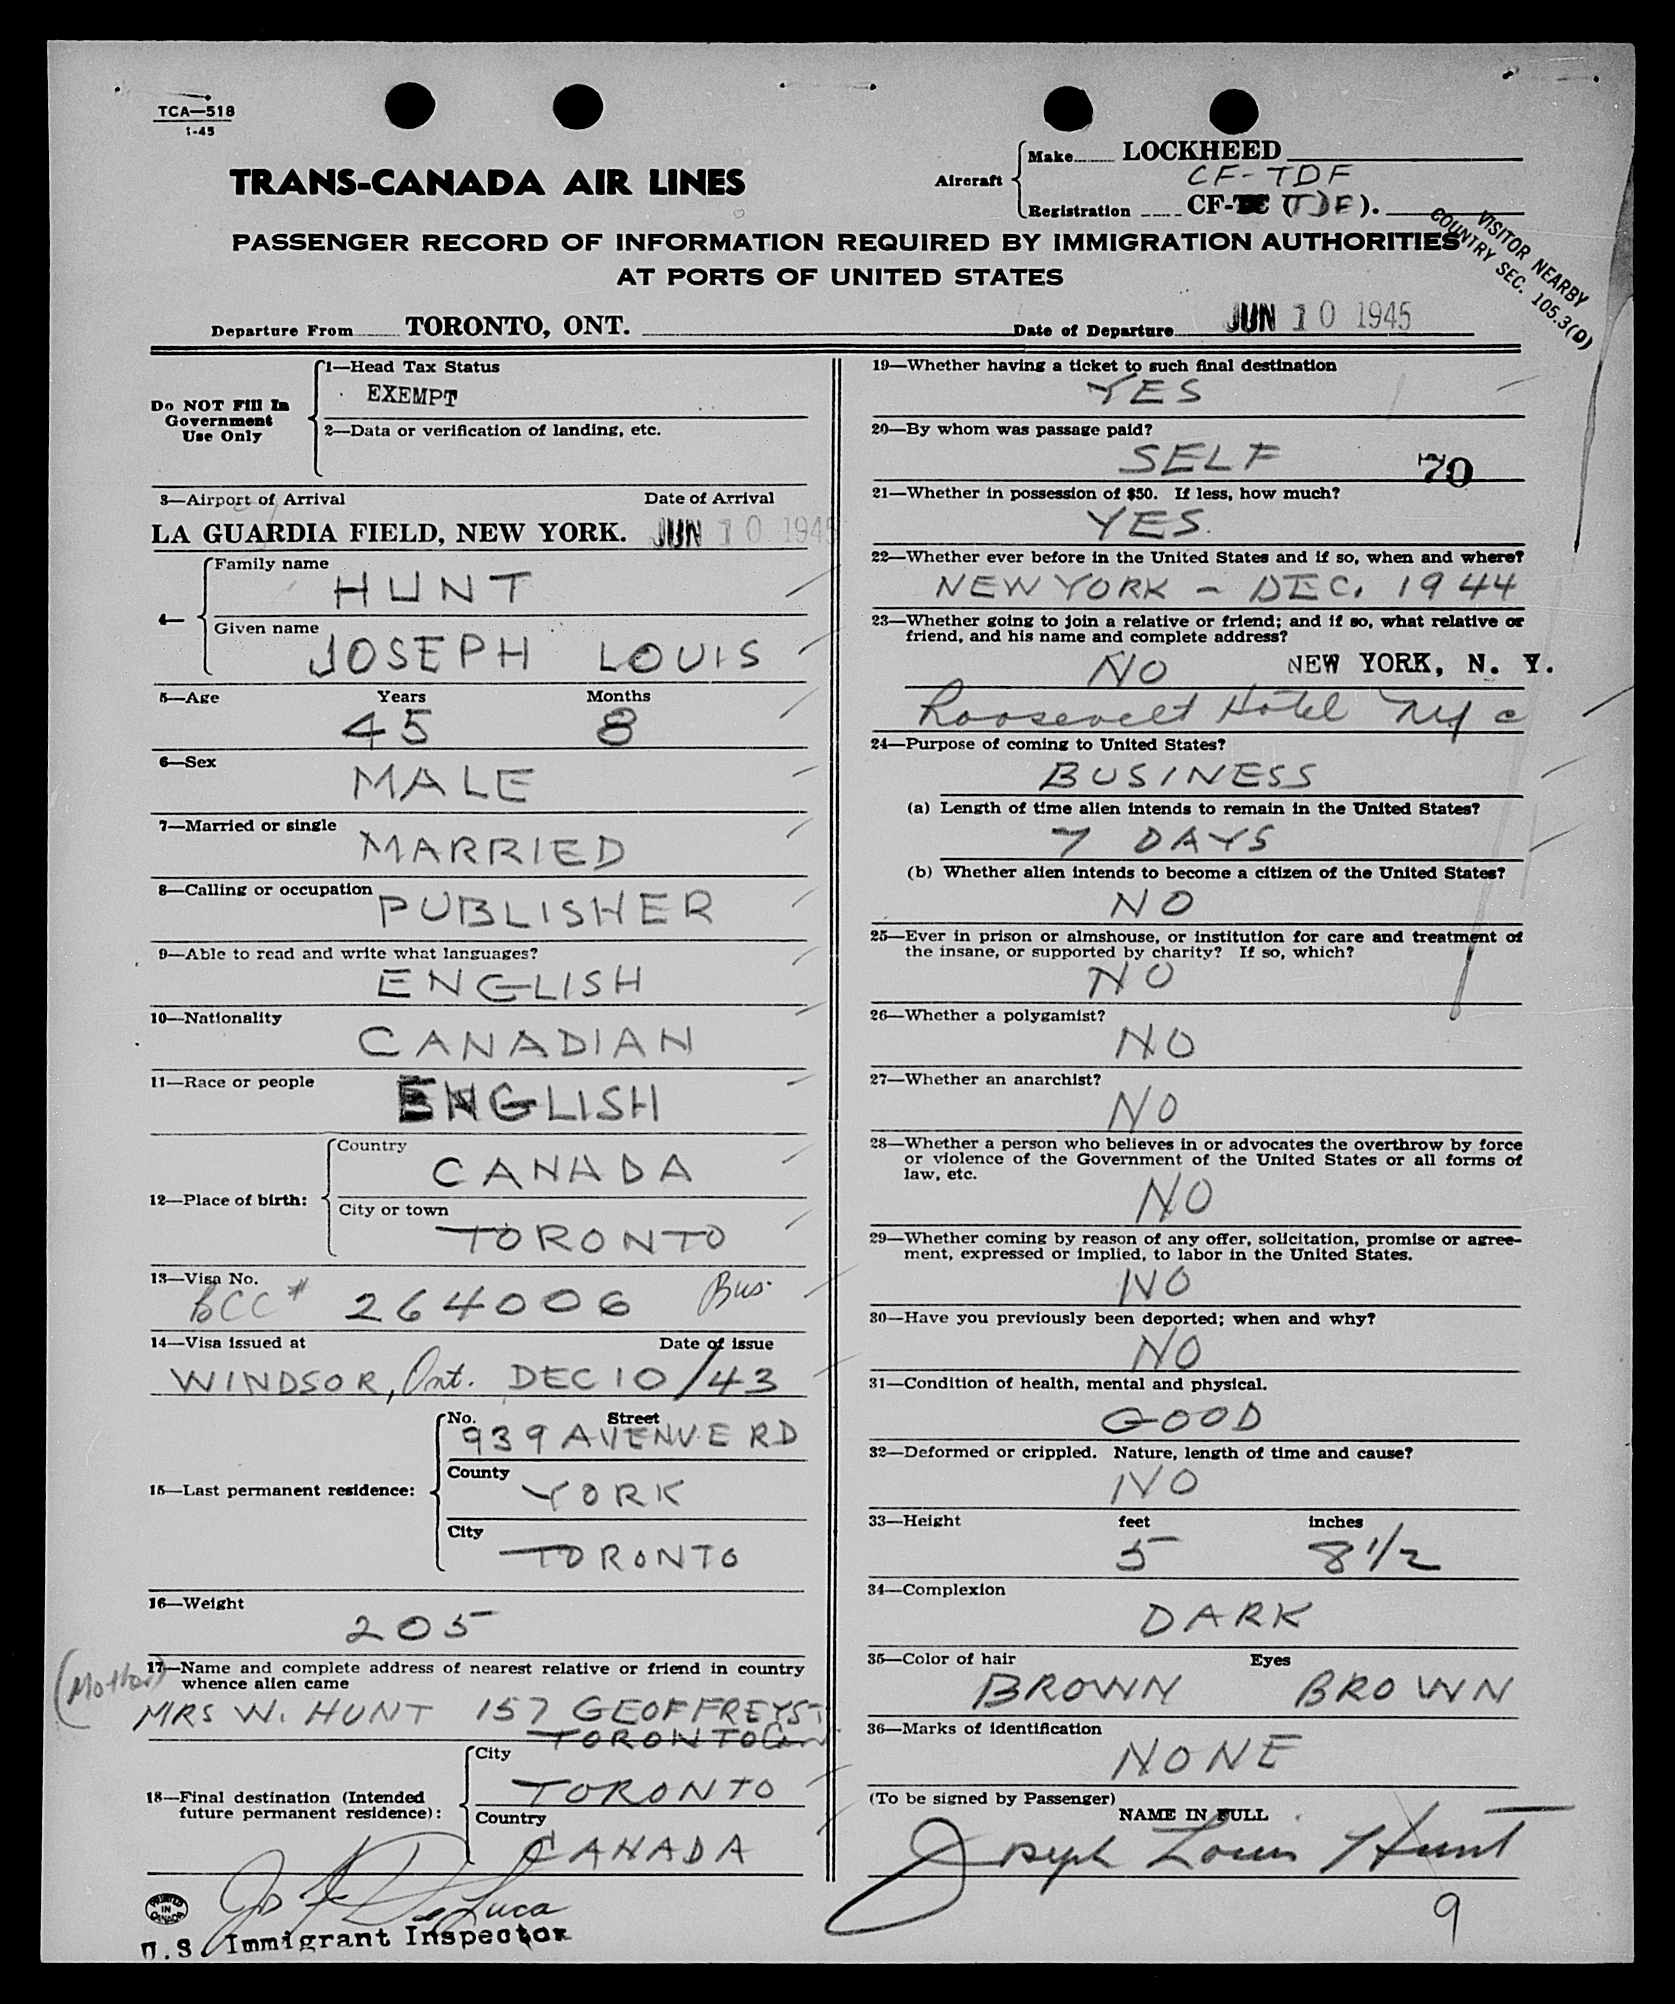 TCA—518
1-45
TRANS-CANADA AIR LINES
Aircraft
Make LOCKHEED
CF-TDF
Registration CF-TC (TDF).
PASSENGER RECORD OF INFORMATION REQUIRED BY IMMIGRATION AUTHORITIES
AT PORTS OF UNITED STATES
VISITOR NEARBY
COUNTRY SEC. 105.3(D)
Departure From TORONTO, ONT.
Date of Departure JUN 10 1945
Do NOT Fill In
Government
Use Only
1—Head Tax Status
EXEMPT
2—Data or verification of landing, etc.
3—Airport of Arrival Date of Arrival
LA GUARDIA FIELD, NEW YORK. JUN 10 1945
4—
Family name
HUNT
Given name
JOSEPH LOUIS
5—Age Years Months
45 8
6—Sex
MALE
7—Married or single
MARRIED
8—Calling or occupation
PUBLISHER
9—Able to read and write what languages?
ENGLISH
10—Nationality
CANADIAN
11—Race or people
ENGLISH
12—Place of birth:
Country
CANADA
City or town
TORONTO
13—Visa No.
BCC # 264006 Bus.
14—Visa issued at Date of issue
WINDSOR, Ont. DEC 10/43
15—Last permanent residence:
No. Street
939 AVENUE RD
County
YORK
City
TORONTO
16—Weight
205
(Mother)
17—Name and complete address of nearest relative or friend in country
whence alien came
MRS W. HUNT 157 GEOFFREY ST
TORONTO Can
18—Final destination (Intended
future permanent residence):
City
TORONTO
Country
CANADA
PRINTED
IN
CANADA
De Luca
U.S. Immigrant Inspector
19—Whether having a ticket to such final destination
YES
20—By whom was passage paid?
SELF
70
21—Whether in possession of $50. If less, how much?
YES.
22—Whether ever before in the United States and if so, when and where?
NEW YORK - DEC. 1944
23—Whether going to join a relative or friend; and if so, what relative or
friend, and his name and complete address?
NO NEW YORK, N. Y.
Roosevelt Hotel NYC
24—Purpose of coming to United States?
BUSINESS
(a) Length of time alien intends to remain in the United States?
7 DAYS
(b) Whether alien intends to become a citizen of the United States?
NO
25—Ever in prison or almshouse, or institution for care and treatment of
the insane, or supported by charity? If so, which?
NO
26—Whether a polygamist?
NO
27—Whether an anarchist?
NO
28—Whether a person who believes in or advocates the overthrow by force
or violence of the Government of the United States or all forms of
law, etc.
NO
29—Whether coming by reason of any offer, solicitation, promise or agree-
ment, expressed or implied, to labor in the United States.
NO
30—Have you previously been deported; when and why?
NO
31—Condition of health, mental and physical.
GOOD
32—Deformed or crippled. Nature, length of time and cause?
NO
33—Height feet inches
5 8 1/2
34—Complexion
DARK
35—Color of hair Eyes
BROWN BROWN
36—Marks of identification
NONE
(To be signed by Passenger)
NAME IN FULL
Joseph Louis Hunt
9